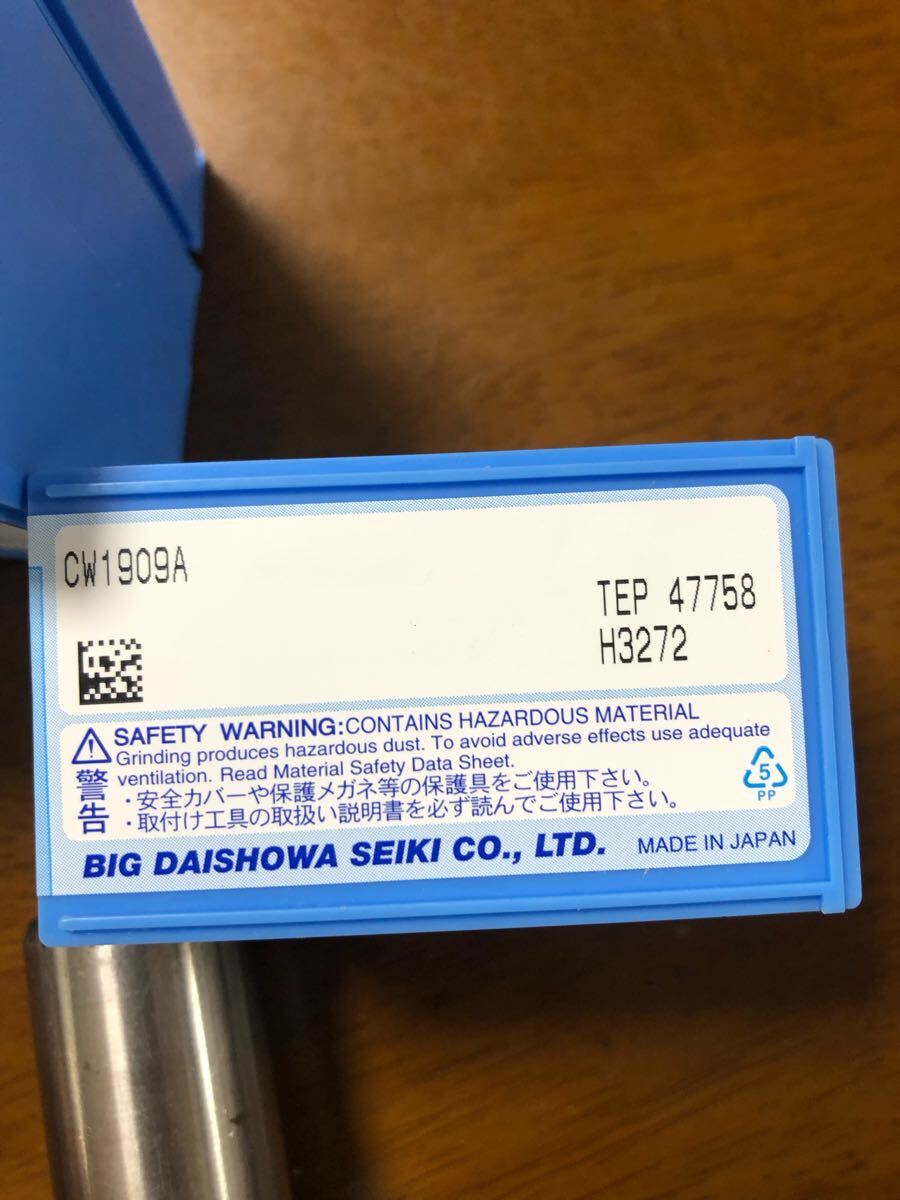 CW1909A
TEP 47758
H3272
SAFETY WARNING:CONTAINS HAZARDOUS MATERIAL
Grinding produces hazardous dust. To avoid adverse effects use adequate
ventilation. Read Material Safety Data Sheet.
警告
・安全カバーや保護メガネ等の保護具をご使用下さい。
・取付け工具の取扱い説明書を必ず読んでご使用下さい。
5
PP
BIG DAISHOWA SEIKI CO., LTD.
MADE IN JAPAN